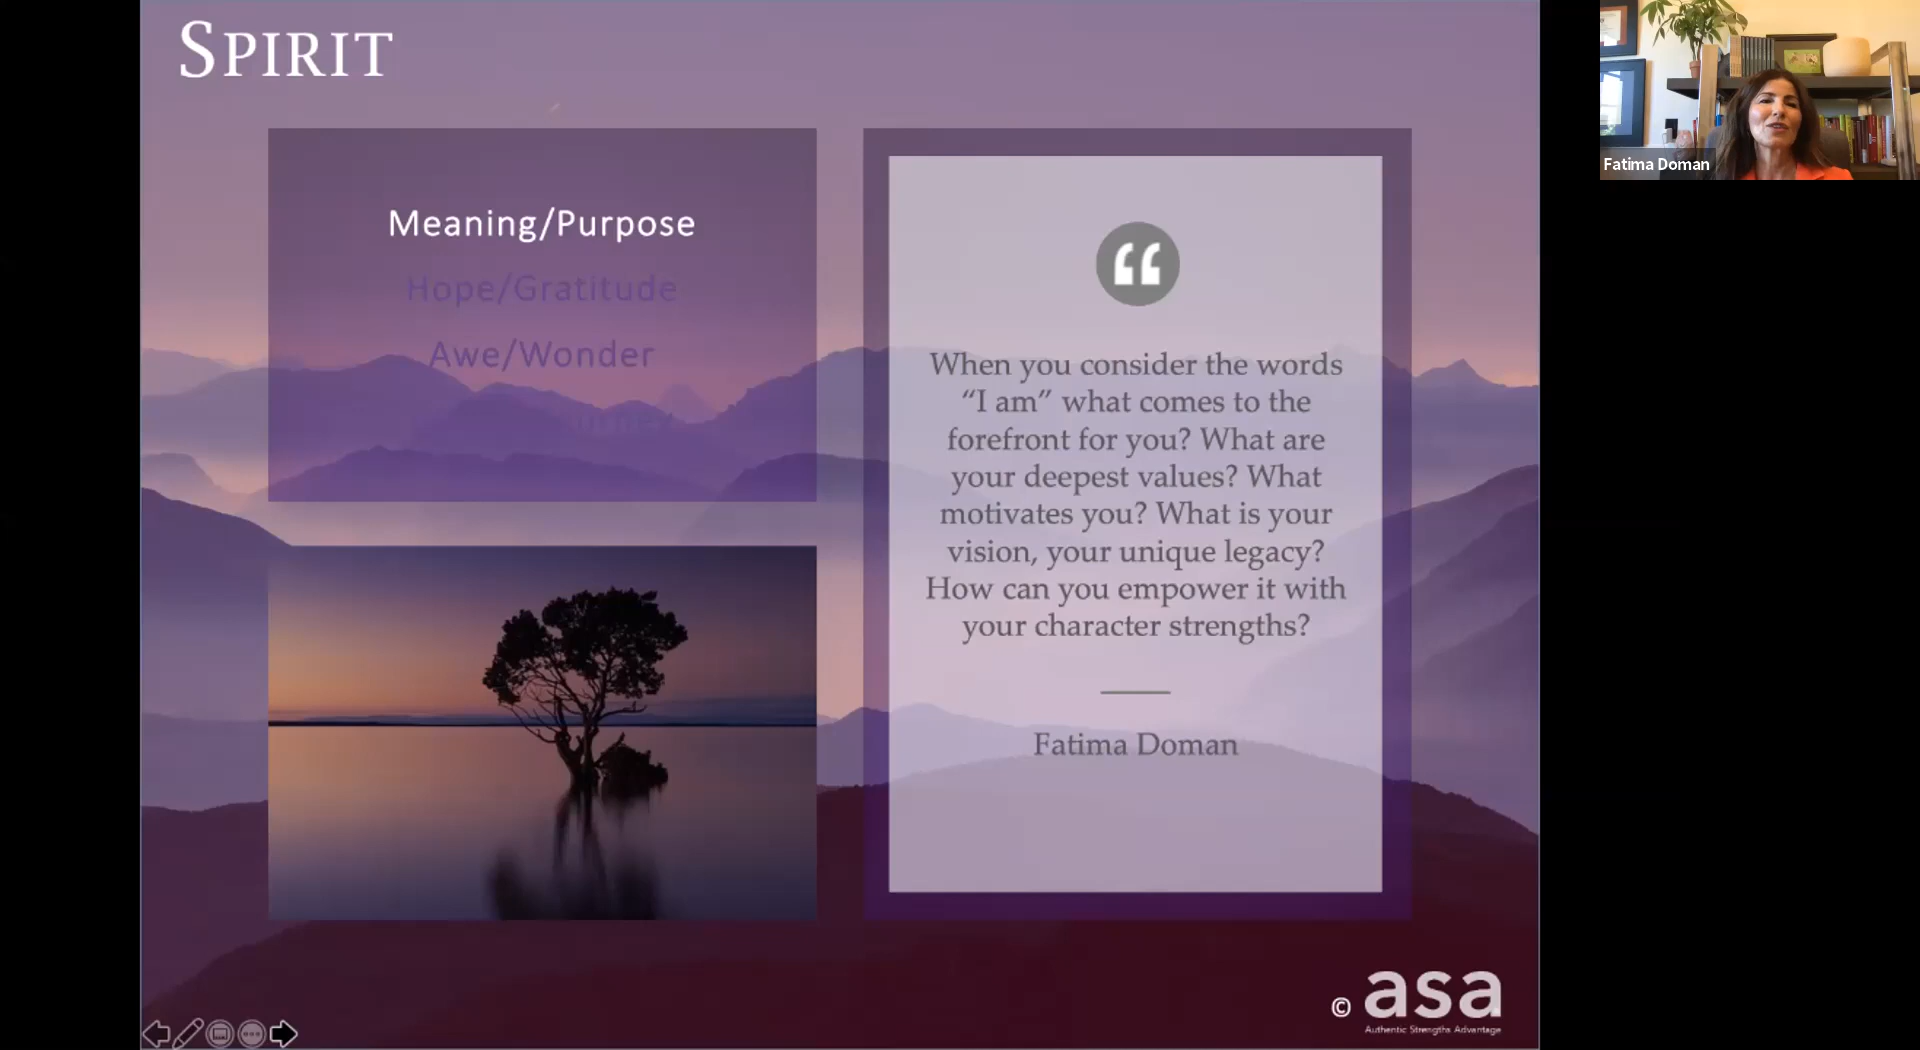 SPIRIT
Meaning/Purpose
Hope/Gratitude
Awe/Wonder
“
When you consider the words
“I am” what comes to the
forefront for you? What are
your deepest values? What
motivates you? What is your
vision, your unique legacy?
How can you empower it with
your character strengths?
Fatima Doman
© asa
Authentic Strengths Advantage
Fatima Doman